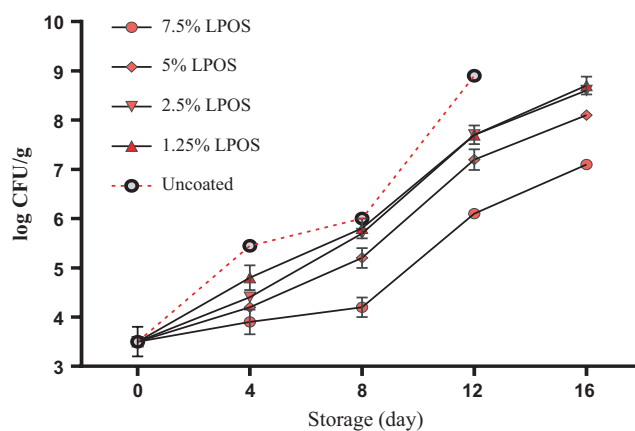 7.5% LPOS
5% LPOS
2.5% LPOS
1.25% LPOS
Uncoated
log CFU/g
10
9
8
7
6
5
4
3
0 4 8 12 16
Storage (day)